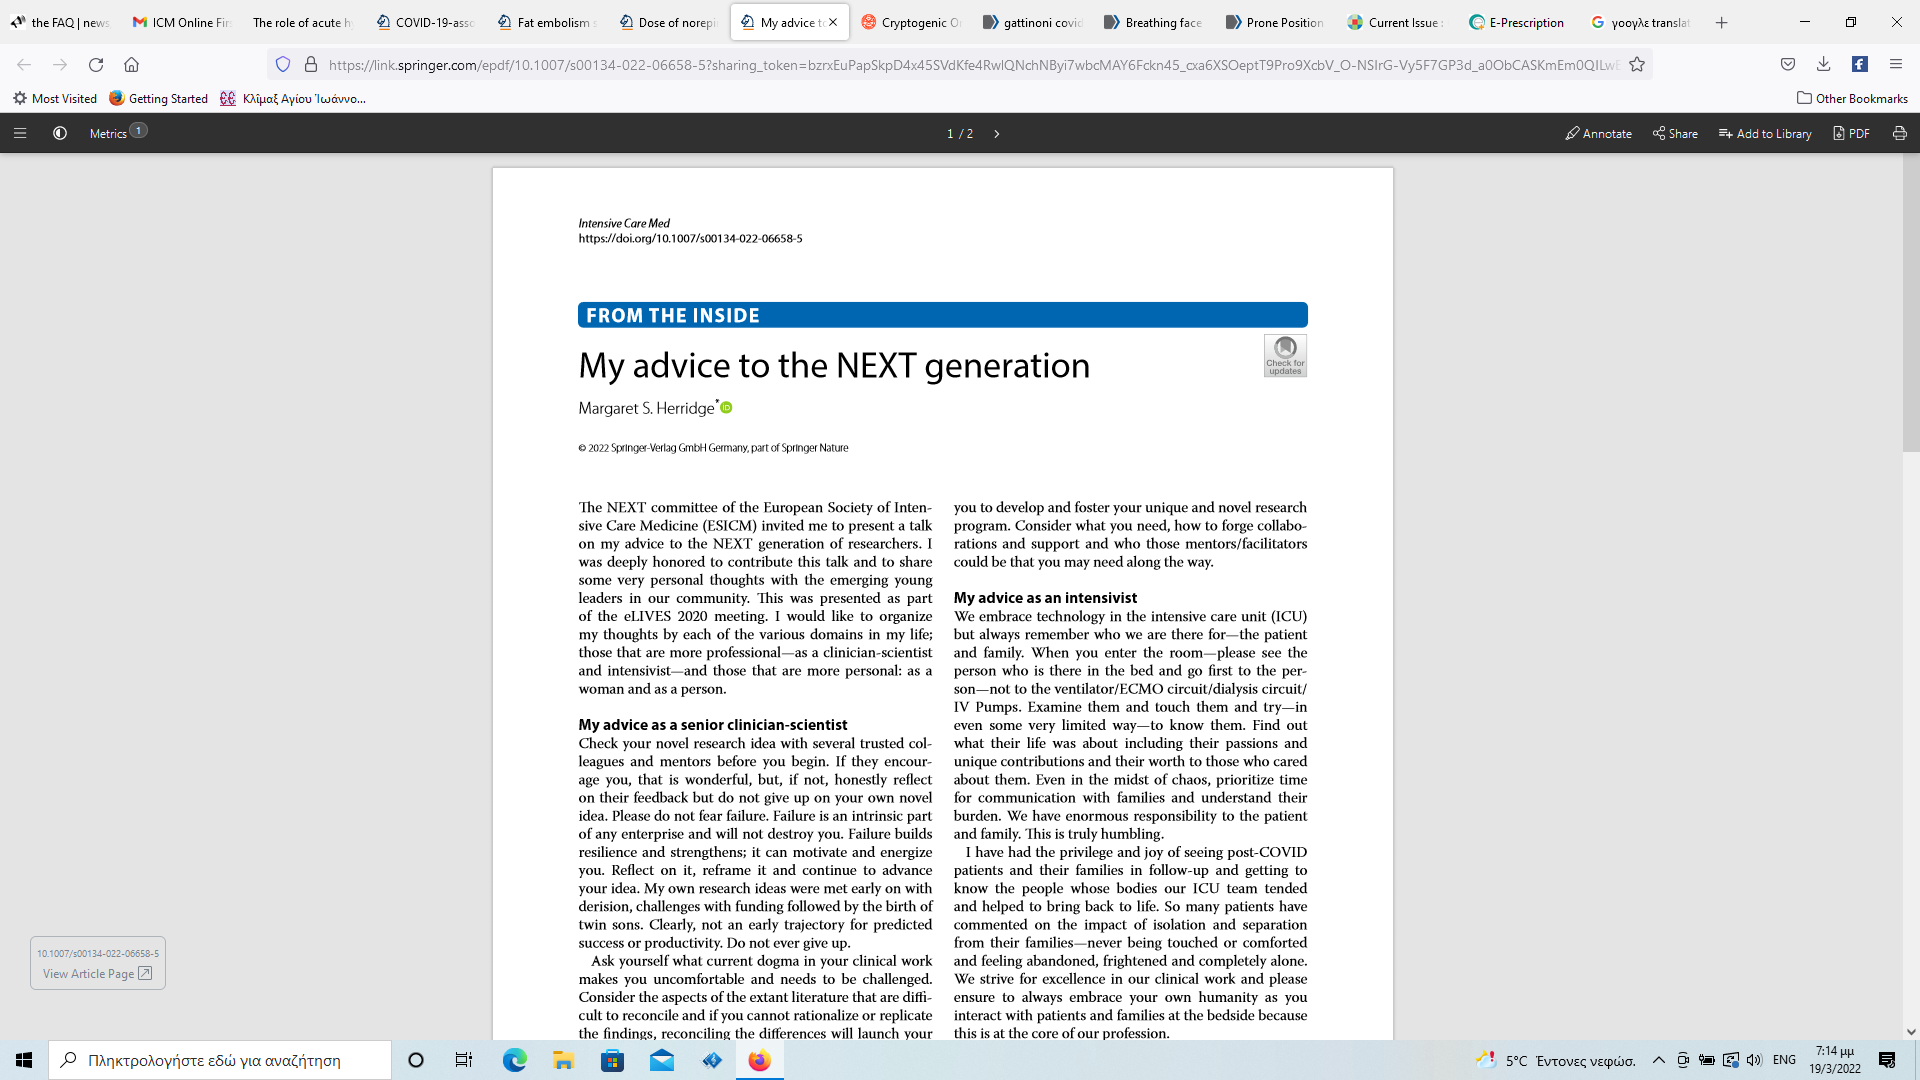 the FAQ | news
ICM Online Fir
The role of acute h
COVID-19-asso
Fat embolism s
Dose of norepi
My advice to
Cryptogenic O
gattinoni covid
Breathing face
Prone Position
Current Issue :
E-Prescription
γοογλε translat
https://link.springer.com/epdf/10.1007/s00134-022-06658-5?sharing_token=bzrxEuPapSkpD4x45SVdKfe4RwlQNchNByi7wbcMAY6Fckn45_cxa6XSOeptT9Pro9XcbV_O-NSIrG-Vy5F7GP3d_a0ObCASKmEm0QILwE
Most Visited
Getting Started
Κλῖμαξ Αγίου Ἰωάννο...
Other Bookmarks
Metrics 1
1 / 2
Annotate
Share
Add to Library
PDF
Intensive Care Med
https://doi.org/10.1007/s00134-022-06658-5
FROM THE INSIDE
My advice to the NEXT generation
Check for
updates
Margaret S. Herridge*
© 2022 Springer-Verlag GmbH Germany, part of Springer Nature
The NEXT committee of the European Society of Inten-
sive Care Medicine (ESICM) invited me to present a talk
on my advice to the NEXT generation of researchers. I
was deeply honored to contribute this talk and to share
some very personal thoughts with the emerging young
leaders in our community. This was presented as part
of the eLIVES 2020 meeting. I would like to organize
my thoughts by each of the various domains in my life;
those that are more professional—as a clinician-scientist
and intensivist—and those that are more personal: as a
woman and as a person.
My advice as a senior clinician-scientist
Check your novel research idea with several trusted col-
leagues and mentors before you begin. If they encour-
age you, that is wonderful, but, if not, honestly reflect
on their feedback but do not give up on your own novel
idea. Please do not fear failure. Failure is an intrinsic part
of any enterprise and will not destroy you. Failure builds
resilience and strengthens; it can motivate and energize
you. Reflect on it, reframe it and continue to advance
your idea. My own research ideas were met early on with
derision, challenges with funding followed by the birth of
twin sons. Clearly, not an early trajectory for predicted
success or productivity. Do not ever give up.
Ask yourself what current dogma in your clinical work
makes you uncomfortable and needs to be challenged.
Consider the aspects of the extant literature that are diffi-
cult to reconcile and if you cannot rationalize or replicate
the findings, reconciling the differences will launch your
you to develop and foster your unique and novel research
program. Consider what you need, how to forge collabo-
rations and support and who those mentors/facilitators
could be that you may need along the way.
My advice as an intensivist
We embrace technology in the intensive care unit (ICU)
but always remember who we are there for—the patient
and family. When you enter the room—please see the
person who is there in the bed and go first to the per-
son—not to the ventilator/ECMO circuit/dialysis circuit/
IV Pumps. Examine them and touch them and try—in
even some very limited way—to know them. Find out
what their life was about including their passions and
unique contributions and their worth to those who cared
about them. Even in the midst of chaos, prioritize time
for communication with families and understand their
burden. We have enormous responsibility to the patient
and family. This is truly humbling.
I have had the privilege and joy of seeing post-COVID
patients and their families in follow-up and getting to
know the people whose bodies our ICU team tended
and helped to bring back to life. So many patients have
commented on the impact of isolation and separation
from their families—never being touched or comforted
and feeling abandoned, frightened and completely alone.
We strive for excellence in our clinical work and please
ensure to always embrace your own humanity as you
interact with patients and families at the bedside because
this is at the core of our profession.
10.1007/s00134-022-06658-5
View Article Page
Πληκτρολογήστε εδώ για αναζήτηση
5°C Έντονες νεφώσ.
ENG
7:14 μμ
19/3/2022